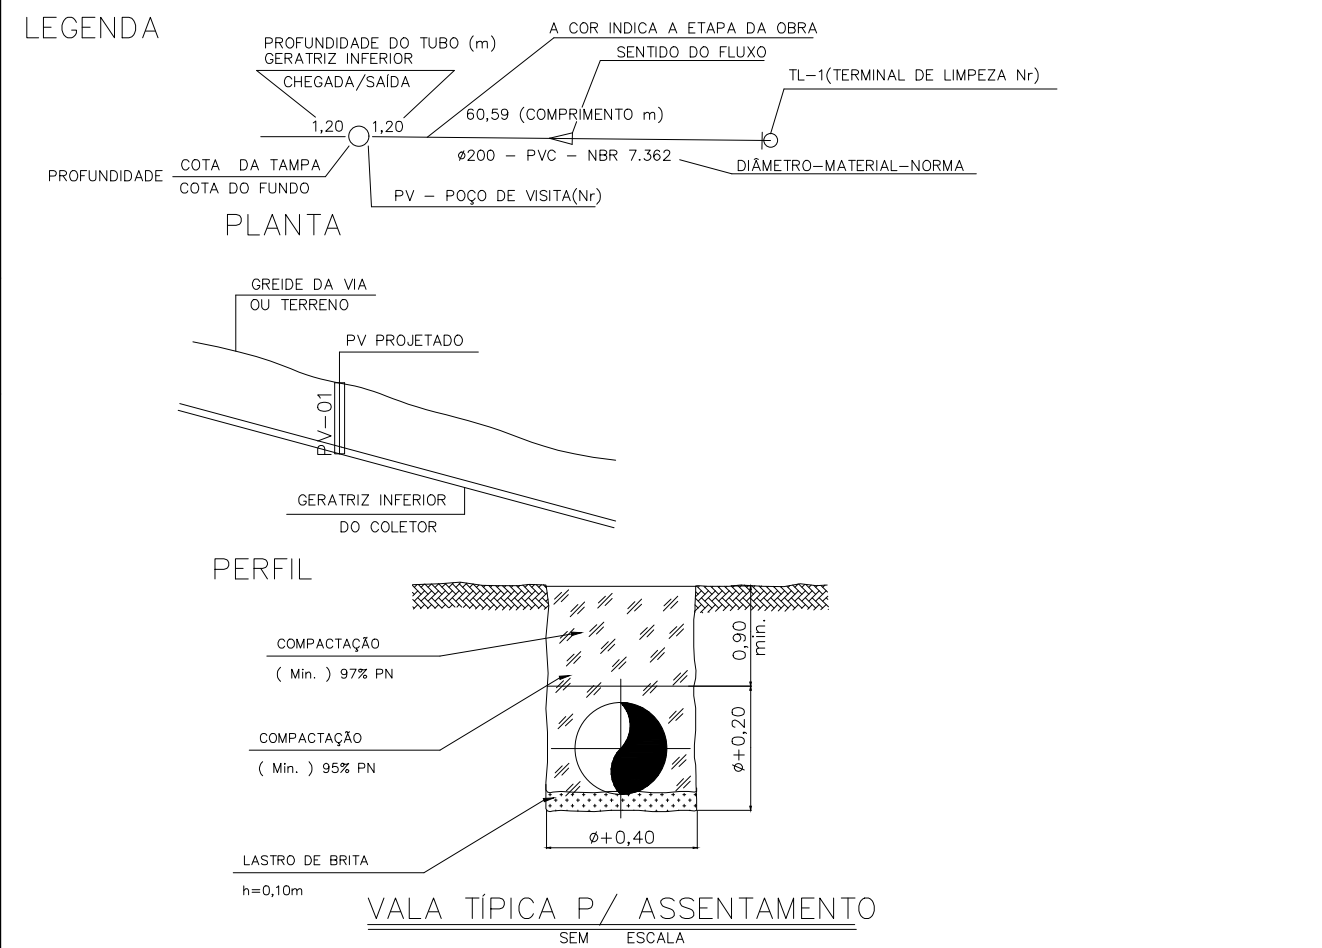 LEGENDA
A COR INDICA A ETAPA DA OBRA
PROFUNDIDADE DO TUBO (m)
GERATRIZ INFERIOR
CHEGADA/SAÍDA
SENTIDO DO FLUXO
TL-1(TERMINAL DE LIMPEZA Nr)
60,59 (COMPRIMENTO m)
1,20 1,20
ø200 - PVC - NBR 7.362
DIÂMETRO-MATERIAL-NORMA
PROFUNDIDADE
COTA DA TAMPA
COTA DO FUNDO
PV - POÇO DE VISITA(Nr)
PLANTA
GREIDE DA VIA
OU TERRENO
PV PROJETADO
PV-01
GERATRIZ INFERIOR
DO COLETOR
PERFIL
COMPACTAÇÃO
( Min. ) 97% PN
0,90
min.
COMPACTAÇÃO
( Min. ) 95% PN
ø+0,20
ø+0,40
LASTRO DE BRITA
h=0,10m
VALA TÍPICA P/ ASSENTAMENTO
SEM ESCALA